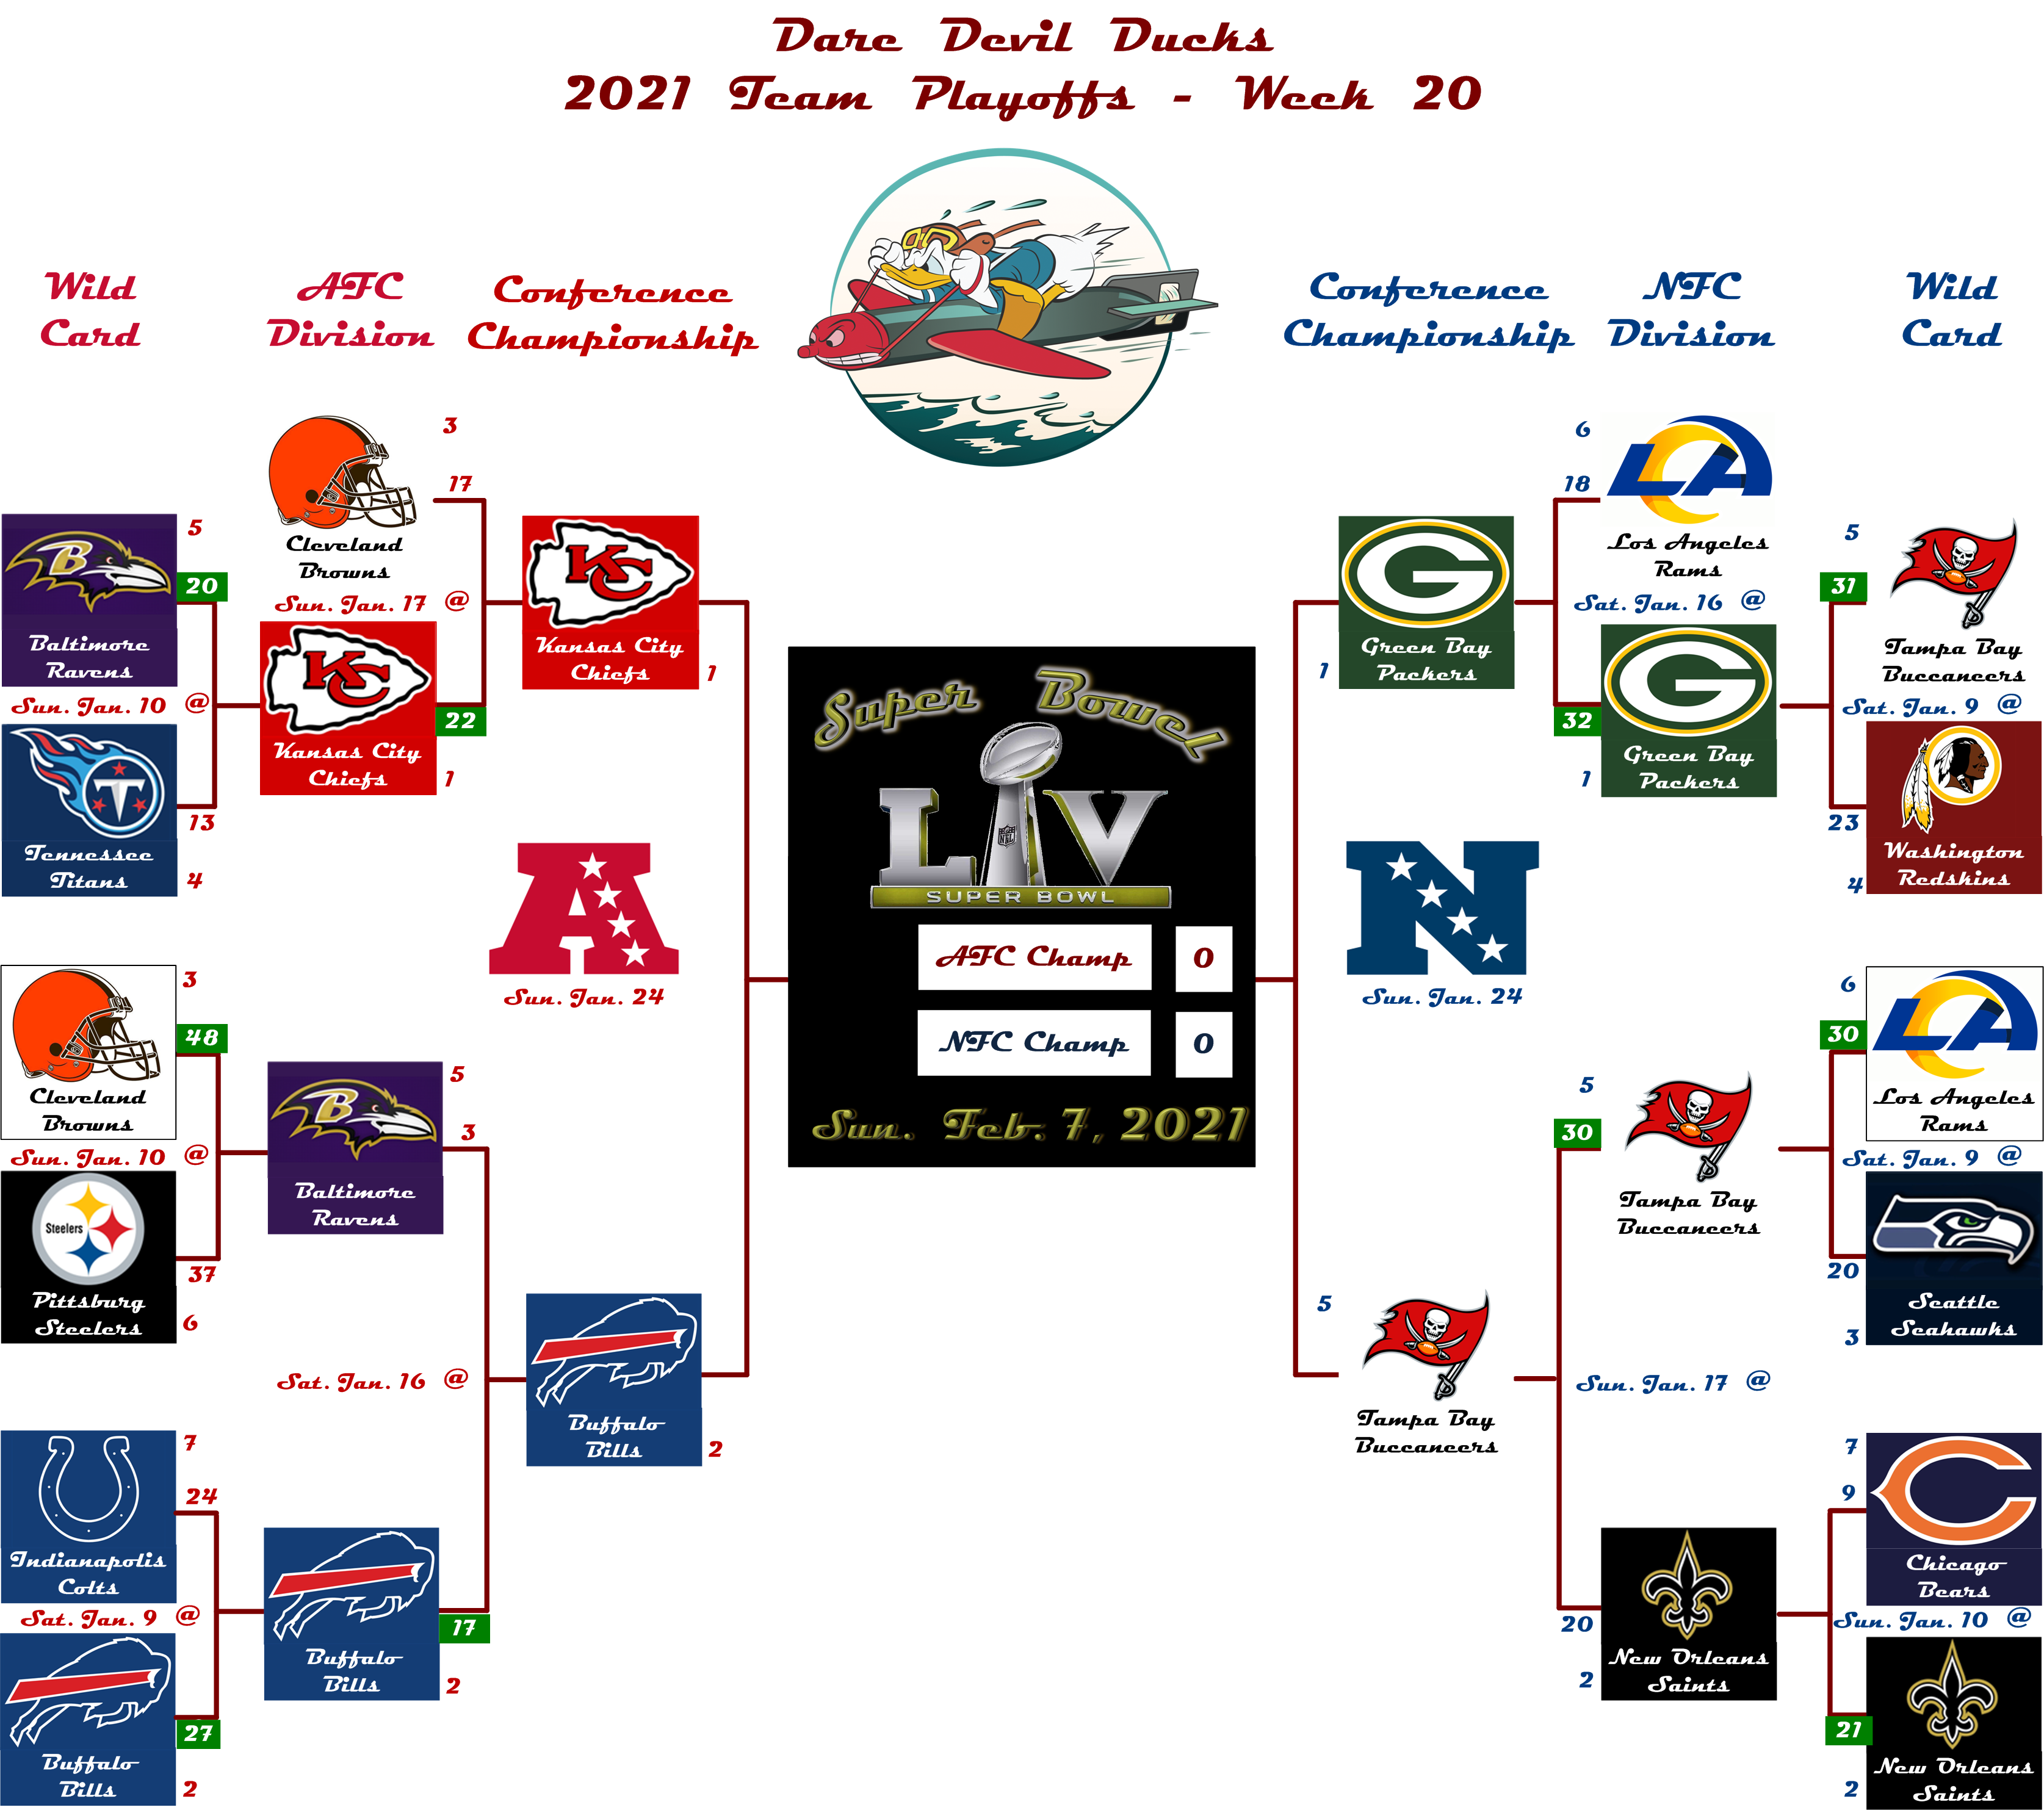 Dare Devil Ducks
2021 Team Playoffs - Week 20
Wild
Card
AFC
Division
Conference
Championship
Conference
Championship
NFC
Division
Wild
Card
5
20
B
Baltimore
Ravens
Sun. Jan. 10 @
T
Tennessee
Titans
13
4
3
48
Cleveland
Browns
Sun. Jan. 10 @
Steelers
Pittsburg
Steelers
37
6
7
24
Indianapolis
Colts
Sat. Jan. 9 @
Buffalo
Bills
27
2
3
17
Cleveland
Browns
Sun. Jan. 17 @
KC
Kansas City
Chiefs
22
1
5
3
B
Baltimore
Ravens
Sat. Jan. 16 @
Buffalo
Bills
17
2
KC
Kansas City
Chiefs
1
A
Sun. Jan. 24
Buffalo
Bills
2
Super Bowel
LIV
NFL
SUPER BOWL
AFC Champ 0
NFC Champ 0
Sun. Feb. 7, 2021
G
Green Bay
Packers
1
N
Sun. Jan. 24
5
Tampa Bay
Buccaneers
6
18
LA
Los Angeles
Rams
Sat. Jan. 16 @
G
Green Bay
Packers
32
1
5
30
Tampa Bay
Buccaneers
Sun. Jan. 17 @
20
New Orleans
Saints
2
5
31
Tampa Bay
Buccaneers
Sat. Jan. 9 @
Washington
Redskins
23
4
6
30
LA
Los Angeles
Rams
Sat. Jan. 9 @
Seattle
Seahawks
20
3
7
9
C
Chicago
Bears
Sun. Jan. 10 @
21
New Orleans
Saints
2